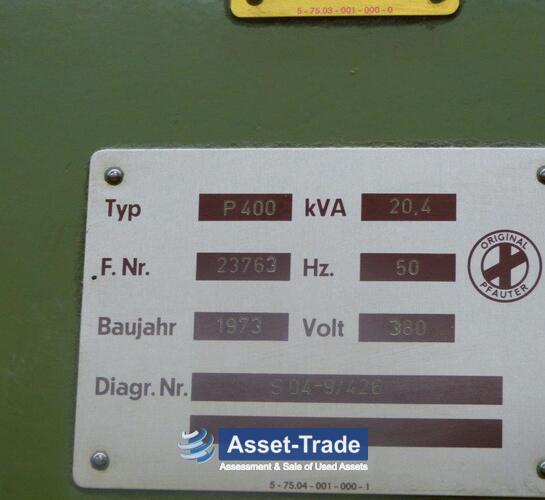 5-75.03-001-000-0
Typ P400 kVA 20,4
F. Nr. 23763 Hz. 50
ORIGINAL PFAUTER
Baujahr 1973 Volt 380
Diagr. Nr. S 04-9/426
Asset-Trade
Assessment & Sale of Used Assets
5-75.04-001-000-1